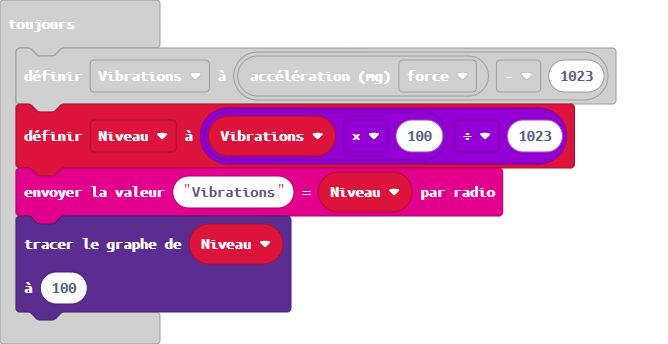 toujours
définir Vibrations à accélération (mg) force - 1023
définir Niveau à Vibrations x 100 ÷ 1023
envoyer la valeur "Vibrations" = Niveau par radio
tracer le graphe de Niveau
à 100